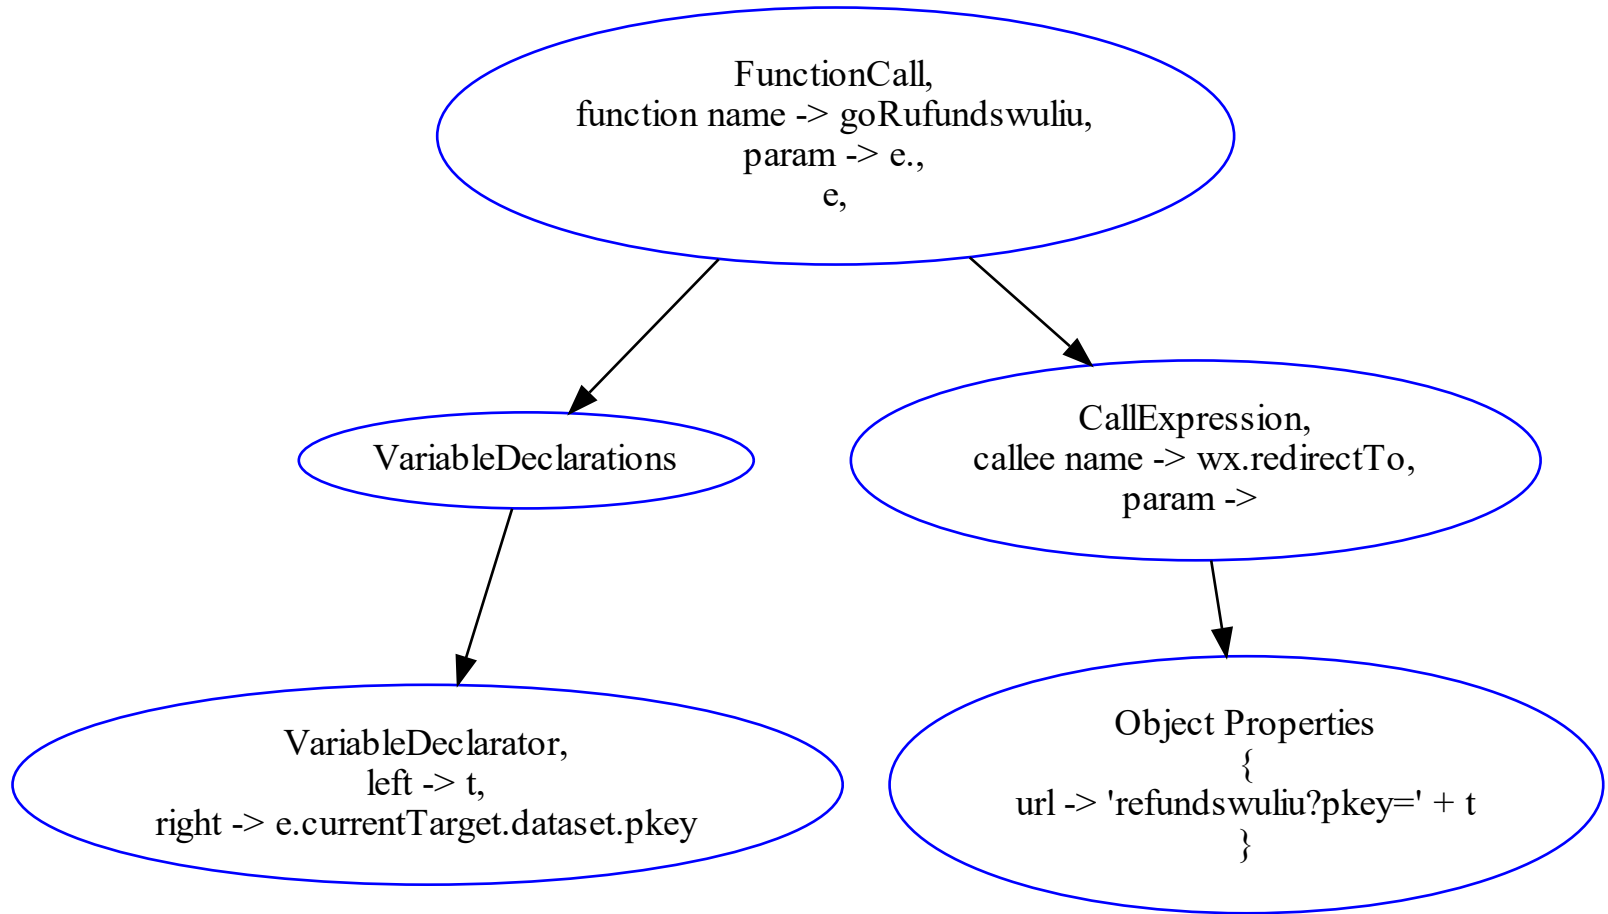 FunctionCall,
function name -> goRufundswuliu,
param -> e.,
e,
VariableDeclarations
CallExpression,
callee name -> wx.redirectTo,
param ->
VariableDeclarator,
left -> t,
right -> e.currentTarget.dataset.pkey
Object Properties
{
url -> 'refundswuliu?pkey=' + t
}